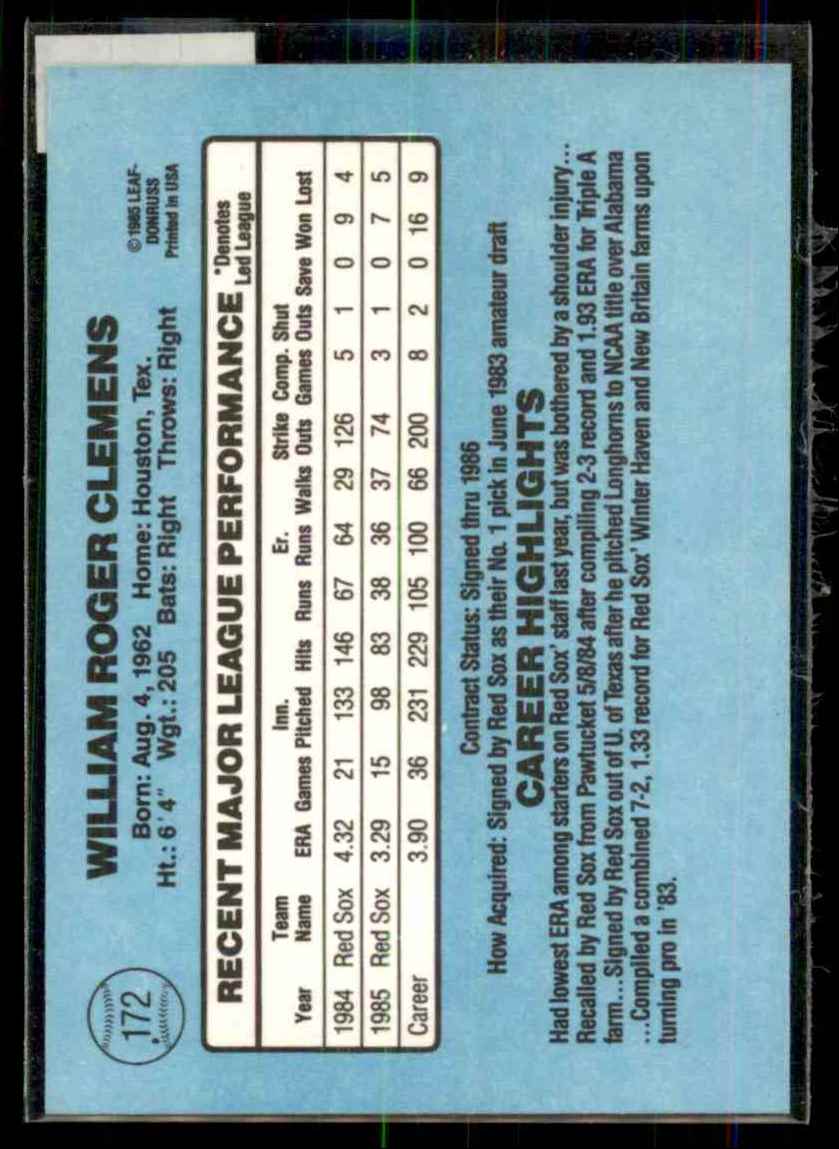 172
WILLIAM ROGER CLEMENS
Born: Aug. 4, 1962 Home: Houston, Tex.
Ht.: 6'4" Wgt.: 205 Bats: Right Throws: Right
©1985 LEAF-
DONRUSS
Printed in USA
RECENT MAJOR LEAGUE PERFORMANCE
*Denotes
Led League
Team Inn. Er. Strike Comp. Shut
Year Name ERA Games Pitched Hits Runs Runs Walks Outs Games Outs Save Won Lost
1984 Red Sox 4.32 21 133 146 67 64 29 126 5 1 0 9 4
1985 Red Sox 3.29 15 98 83 38 36 37 74 3 1 0 7 5
Career 3.90 36 231 229 105 100 66 200 8 2 0 16 9
Contract Status: Signed thru 1986
How Acquired: Signed by Red Sox as their No. 1 pick in June 1983 amateur draft
CAREER HIGHLIGHTS
Had lowest ERA among starters on Red Sox' staff last year, but was bothered by a shoulder injury...
Recalled by Red Sox from Pawtucket 5/8/84 after compiling 2-3 record and 1.93 ERA for Triple A
farm...Signed by Red Sox out of U. of Texas after he pitched Longhorns to NCAA title over Alabama
...Compiled a combined 7-2, 1.33 record for Red Sox' Winter Haven and New Britain farms upon
turning pro in '83.